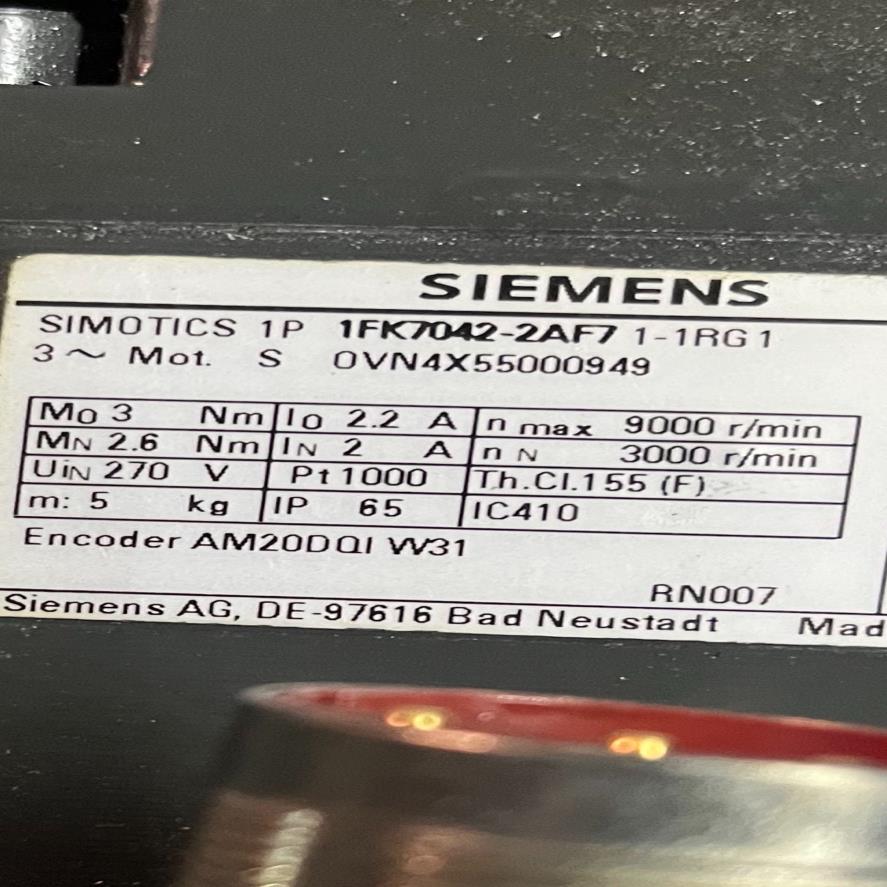 SIEMENS
SIMOTICS 1P 1FK7042-2AF71-1RG1
3 ~ Mot. S 0VN4X55000949
M0 3 Nm I0 2.2 A n max 9000 r/min
MN 2.6 Nm IN 2 A n N 3000 r/min
UIN 270 V Pt1000 Th.Cl.155 (F)
m: 5 kg IP 65 IC410
Encoder AM20DQI W31
RN007
Siemens AG, DE-97616 Bad Neustadt Mad